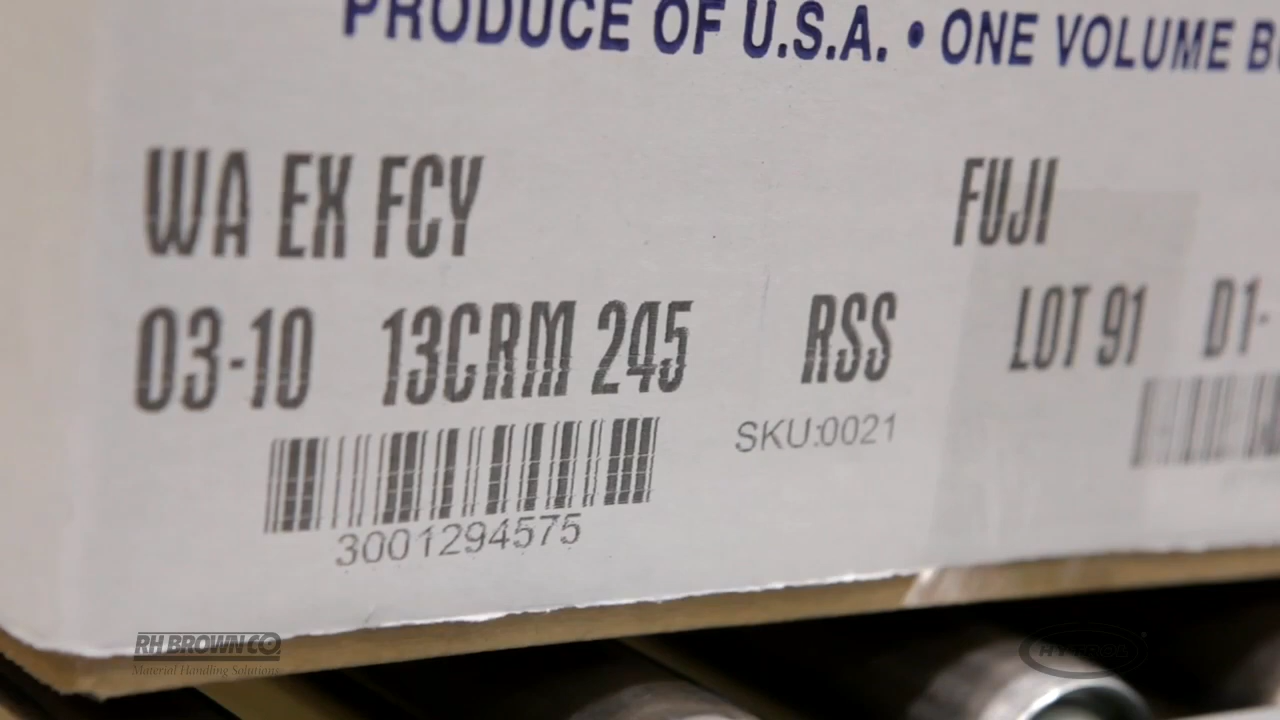 PRODUCE OF U.S.A. • ONE VOLUME
WA EX FCY FUJI
03-10 13CRM 245 RSS LOT 91 D1-
SKU:0021
3001294575
RH BROWN CO
Material Handling Solutions
HYTROL